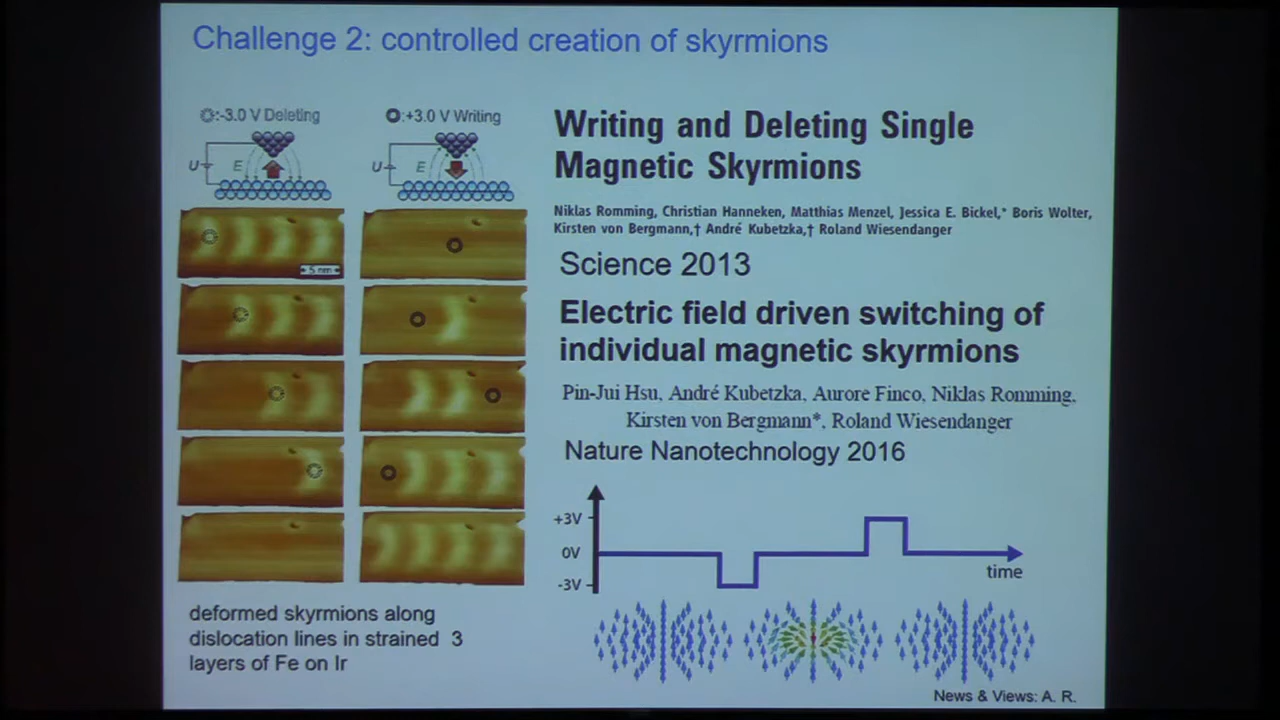 Challenge 2: controlled creation of skyrmions
:-3.0 V Deleting
:+3.0 V Writing
U
E
U
E
5 nm
Writing and Deleting Single
Magnetic Skyrmions
Niklas Romming, Christian Hanneken, Matthias Menzel, Jessica E. Bickel,* Boris Wolter,
Kirsten von Bergmann,† André Kubetzka,† Roland Wiesendanger
Science 2013
Electric field driven switching of
individual magnetic skyrmions
Pin-Jui Hsu, André Kubetzka, Aurore Finco, Niklas Romming,
Kirsten von Bergmann*, Roland Wiesendanger
Nature Nanotechnology 2016
+3V
0V
-3V
time
deformed skyrmions along
dislocation lines in strained 3
layers of Fe on Ir
News & Views: A. R.